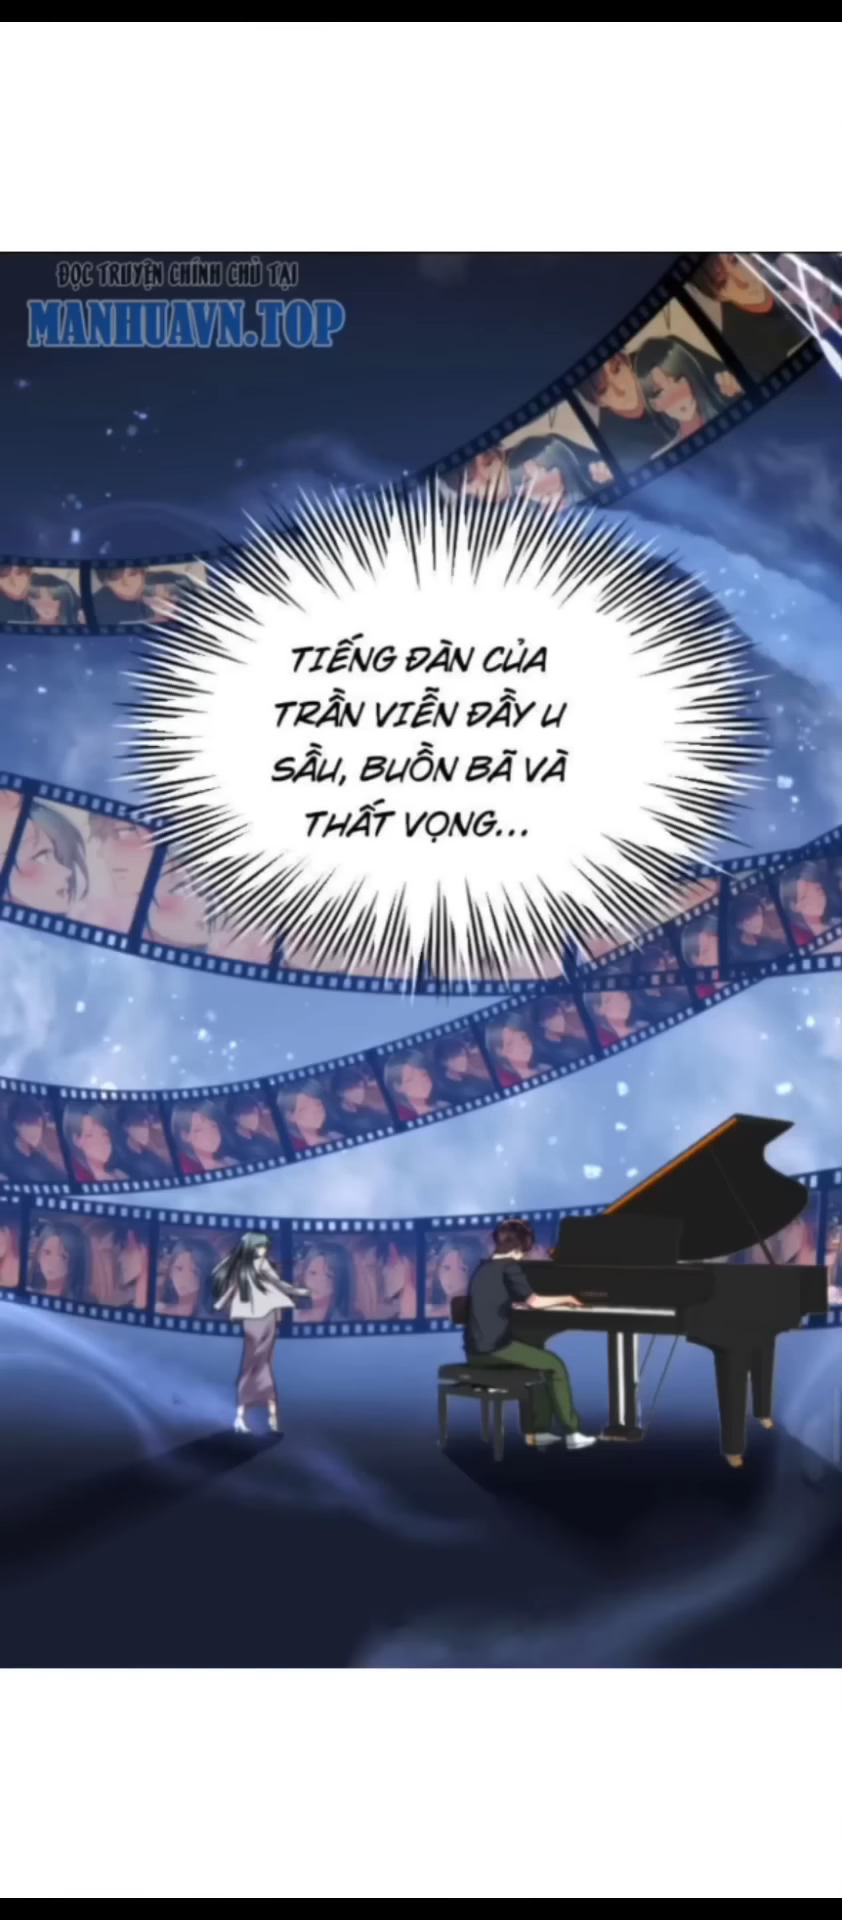 ĐỌC TRUYỆN CHÍNH CHỦ TẠI
MANHUAVN.TOP
TIẾNG ĐÀN CỦA
TRẦN VIỄN ĐẦY U
SẦU, BUỒN BÃ VÀ
THẤT VỌNG...